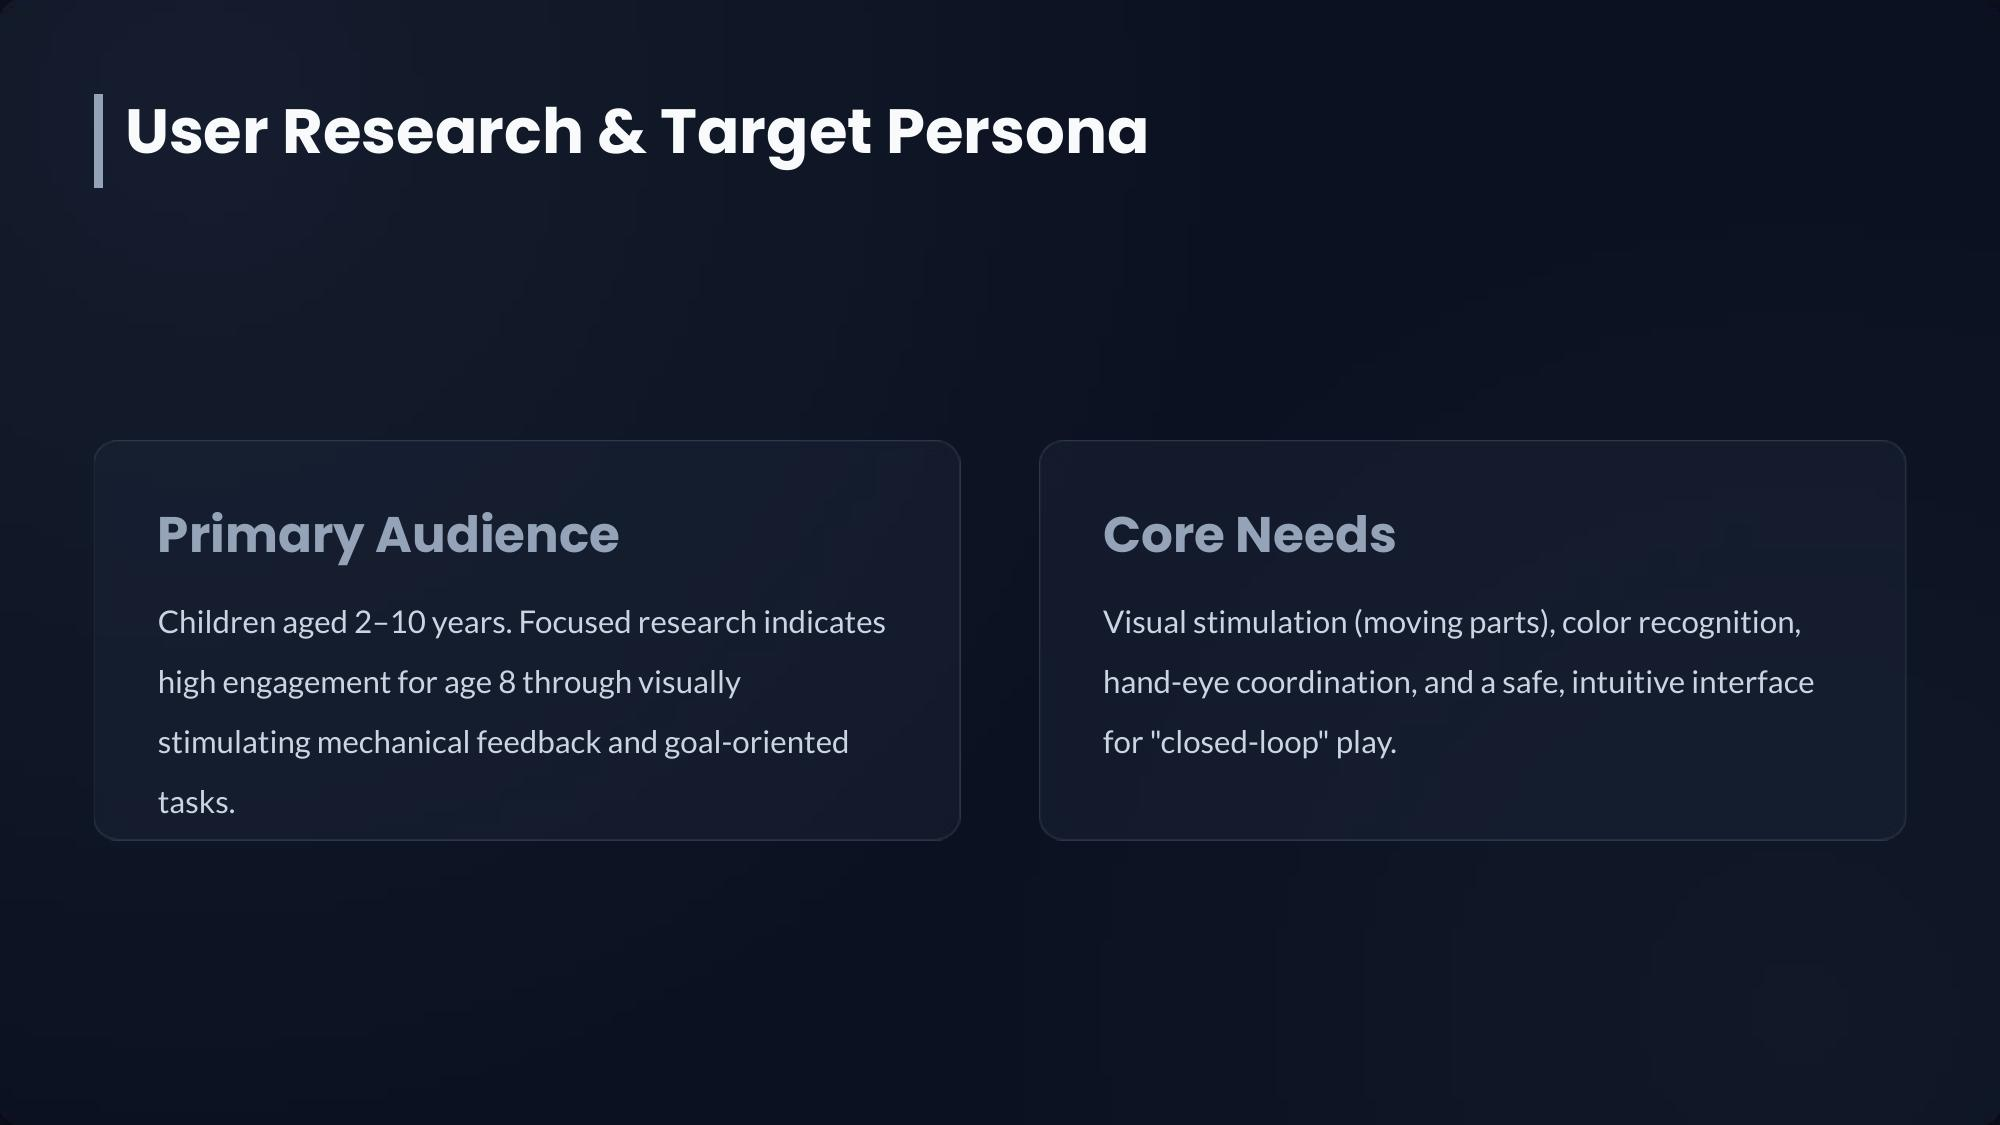 User Research & Target Persona
Primary Audience
Children aged 2–10 years. Focused research indicates
high engagement for age 8 through visually
stimulating mechanical feedback and goal-oriented
tasks.
Core Needs
Visual stimulation (moving parts), color recognition,
hand-eye coordination, and a safe, intuitive interface
for "closed-loop" play.